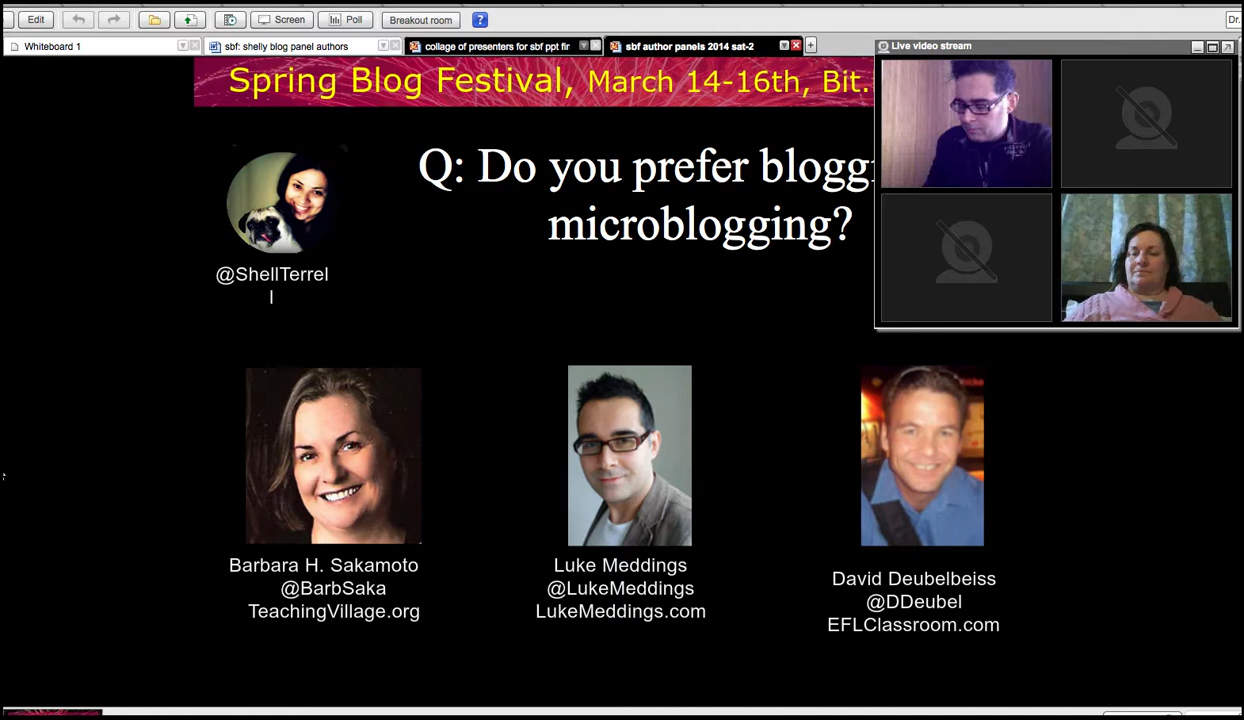 Edit
Screen
Poll
Breakout room
?
Dr.
Whiteboard 1
sbf: shelly blog panel authors
collage of presenters for sbf ppt fir
sbf author panels 2014 sat-2
Live video stream
Spring Blog Festival, March 14-16th, Bit.
Q: Do you prefer blogg
microblogging?
@ShellTerrel
l
Barbara H. Sakamoto
@BarbSaka
TeachingVillage.org
Luke Meddings
@LukeMeddings
LukeMeddings.com
David Deubelbeiss
@DDeubel
EFLClassroom.com